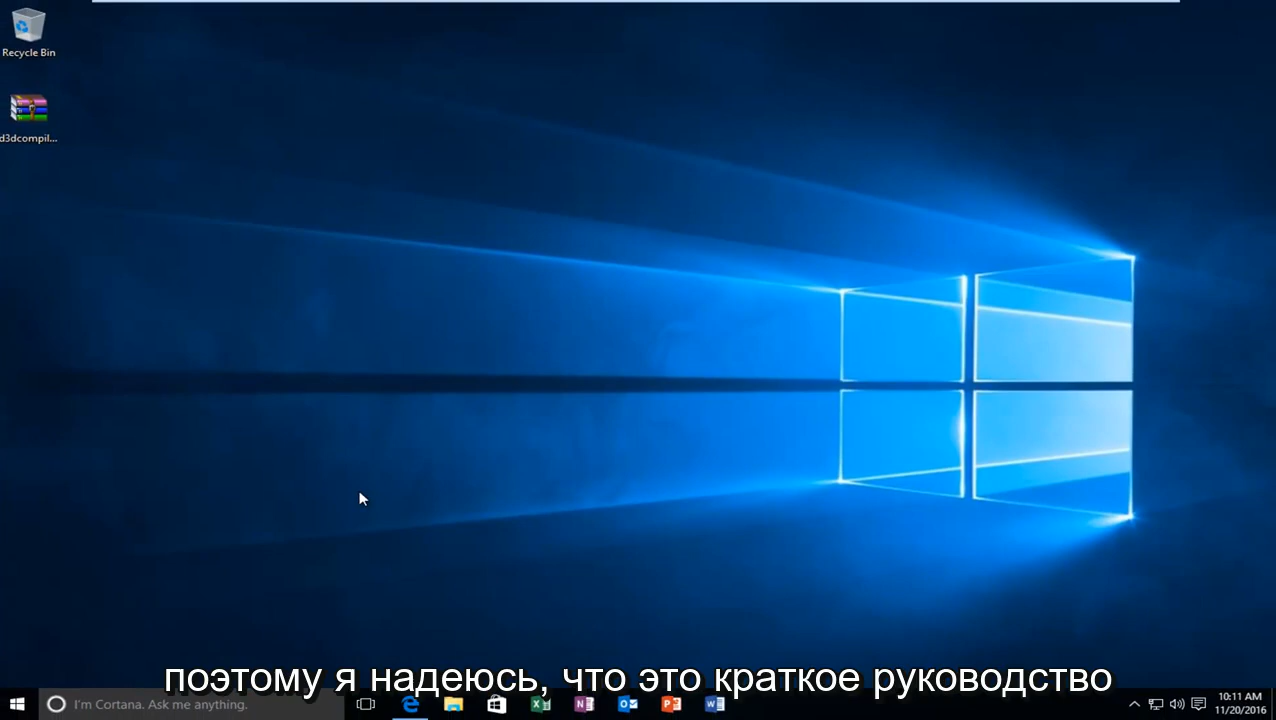 Recycle Bin
d3dcompil...
поэтому я надеюсь, что это краткое руководство
I'm Cortana. Ask me anything.
10:11 AM
11/20/2016